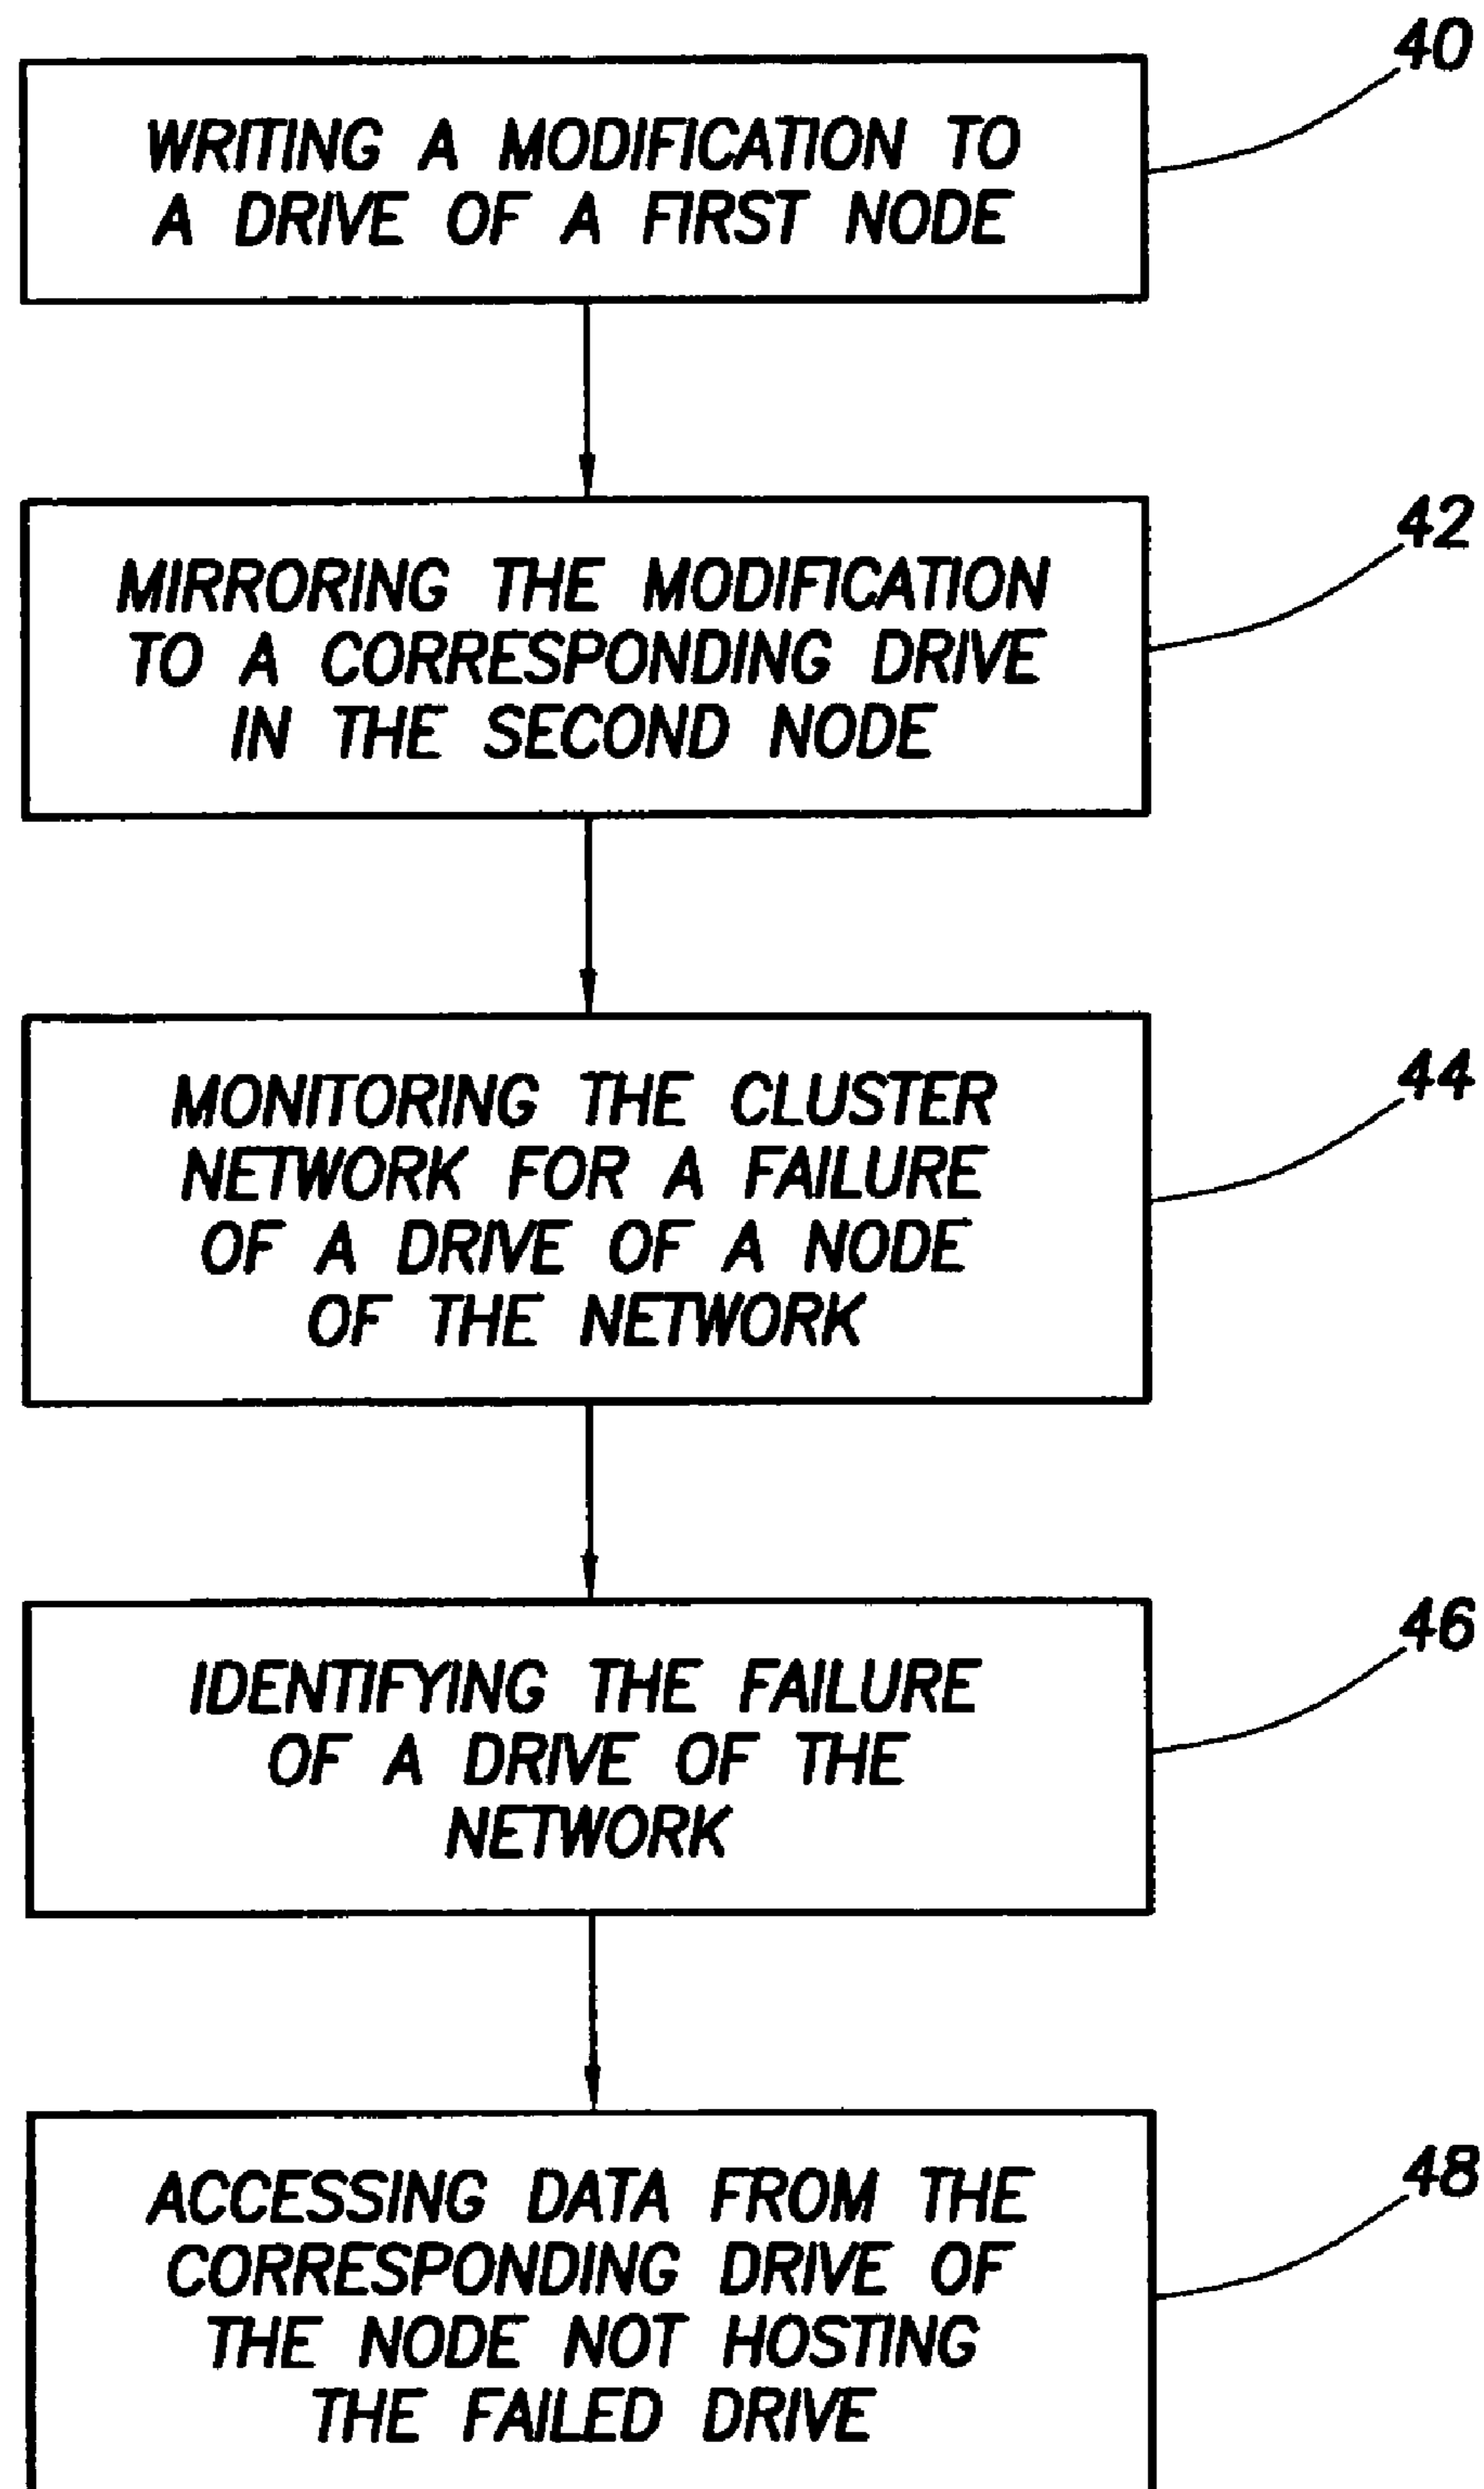 40
WRITING A MODIFICATION TO
A DRIVE OF A FIRST NODE
42
MIRRORING THE MODIFICATION
TO A CORRESPONDING DRIVE
IN THE SECOND NODE
44
MONITORING THE CLUSTER
NETWORK FOR A FAILURE
OF A DRIVE OF A NODE
OF THE NETWORK
46
IDENTIFYING THE FAILURE
OF A DRIVE OF THE
NETWORK
48
ACCESSING DATA FROM THE
CORRESPONDING DRIVE OF
THE NODE NOT HOSTING
THE FAILED DRIVE